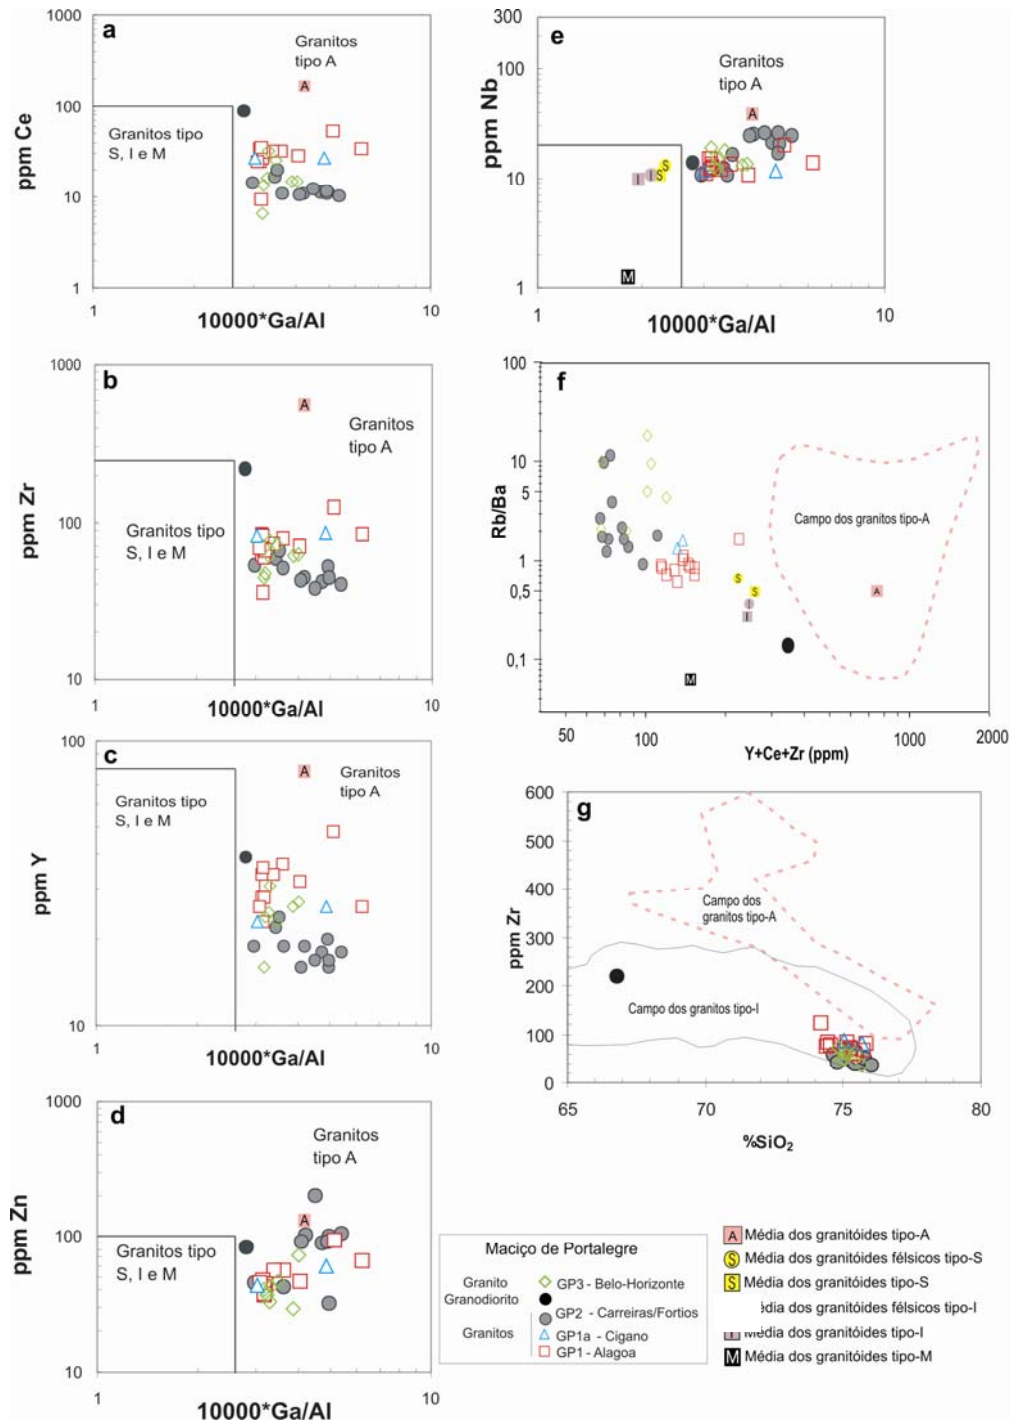 a
ppm Ce
1000
100
10
1
Granitos
tipo A
A
Granitos tipo
S, I e M
1
10000*Ga/Al
10
b
ppm Zr
1000
100
10
Granitos
tipo A
A
Granitos tipo
S, I e M
1
10000*Ga/Al
10
c
ppm Y
100
10
Granitos
tipo A
A
Granitos tipo
S, I e M
1
10000*Ga/Al
10
d
ppm Zn
1000
100
10
Granitos
tipo A
A
Granitos tipo
S, I e M
1
10000*Ga/Al
10
e
ppm Nb
300
100
10
1
Granitos
tipo A
A
I
I
S
S
M
1
10000*Ga/Al
10
f
Rb/Ba
100
10
5
1
0,5
0,1
Campo dos granitos tipo-A
A
S
S
I
I
M
50
100
1000
2000
Y+Ce+Zr (ppm)
g
ppm Zr
600
500
400
300
200
100
0
Campo dos
granitos tipo-A
Campo dos granitos tipo-I
65
70
75
80
%SiO2
Maciço de Portalegre
Granito
GP3 - Belo-Horizonte
Granodiorito
GP2 - Carreiras/Fortios
Granitos
GP1a - Cigano
GP1 - Alagoa
A Média dos granitóides tipo-A
S Média dos granitóides félsicos tipo-S
S Média dos granitóides tipo-S
édia dos granitóides félsicos tipo-I
I Média dos granitóides tipo-I
M Média dos granitóides tipo-M